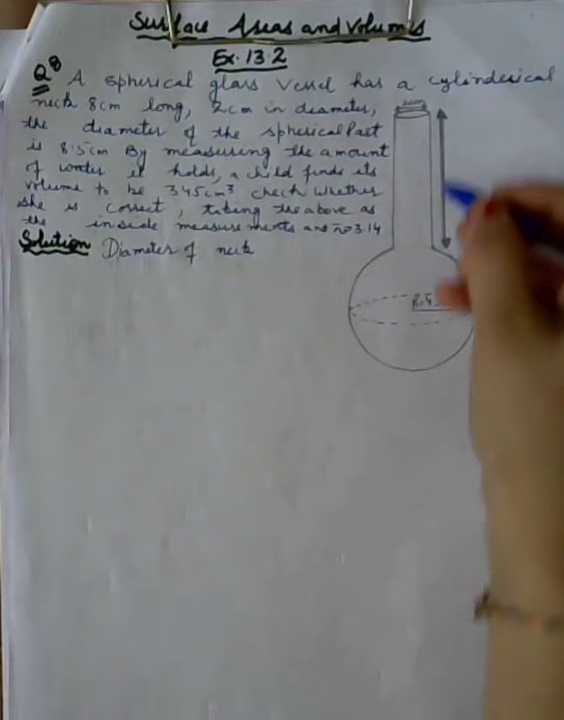 Surface Areas and Volumes
Ex. 13.2
Q8 A spherical glass vessel has a cylinderical
neck 8cm long, 2cm in diameter,
the diameter of the spherical Part
is 8.5cm By measuring the amount
of water it holds, a child finds its
volume to be 345cm³ check whether
she is correct, taking the above as
the inside measurements and π=3.14
Solution Diameter of neck